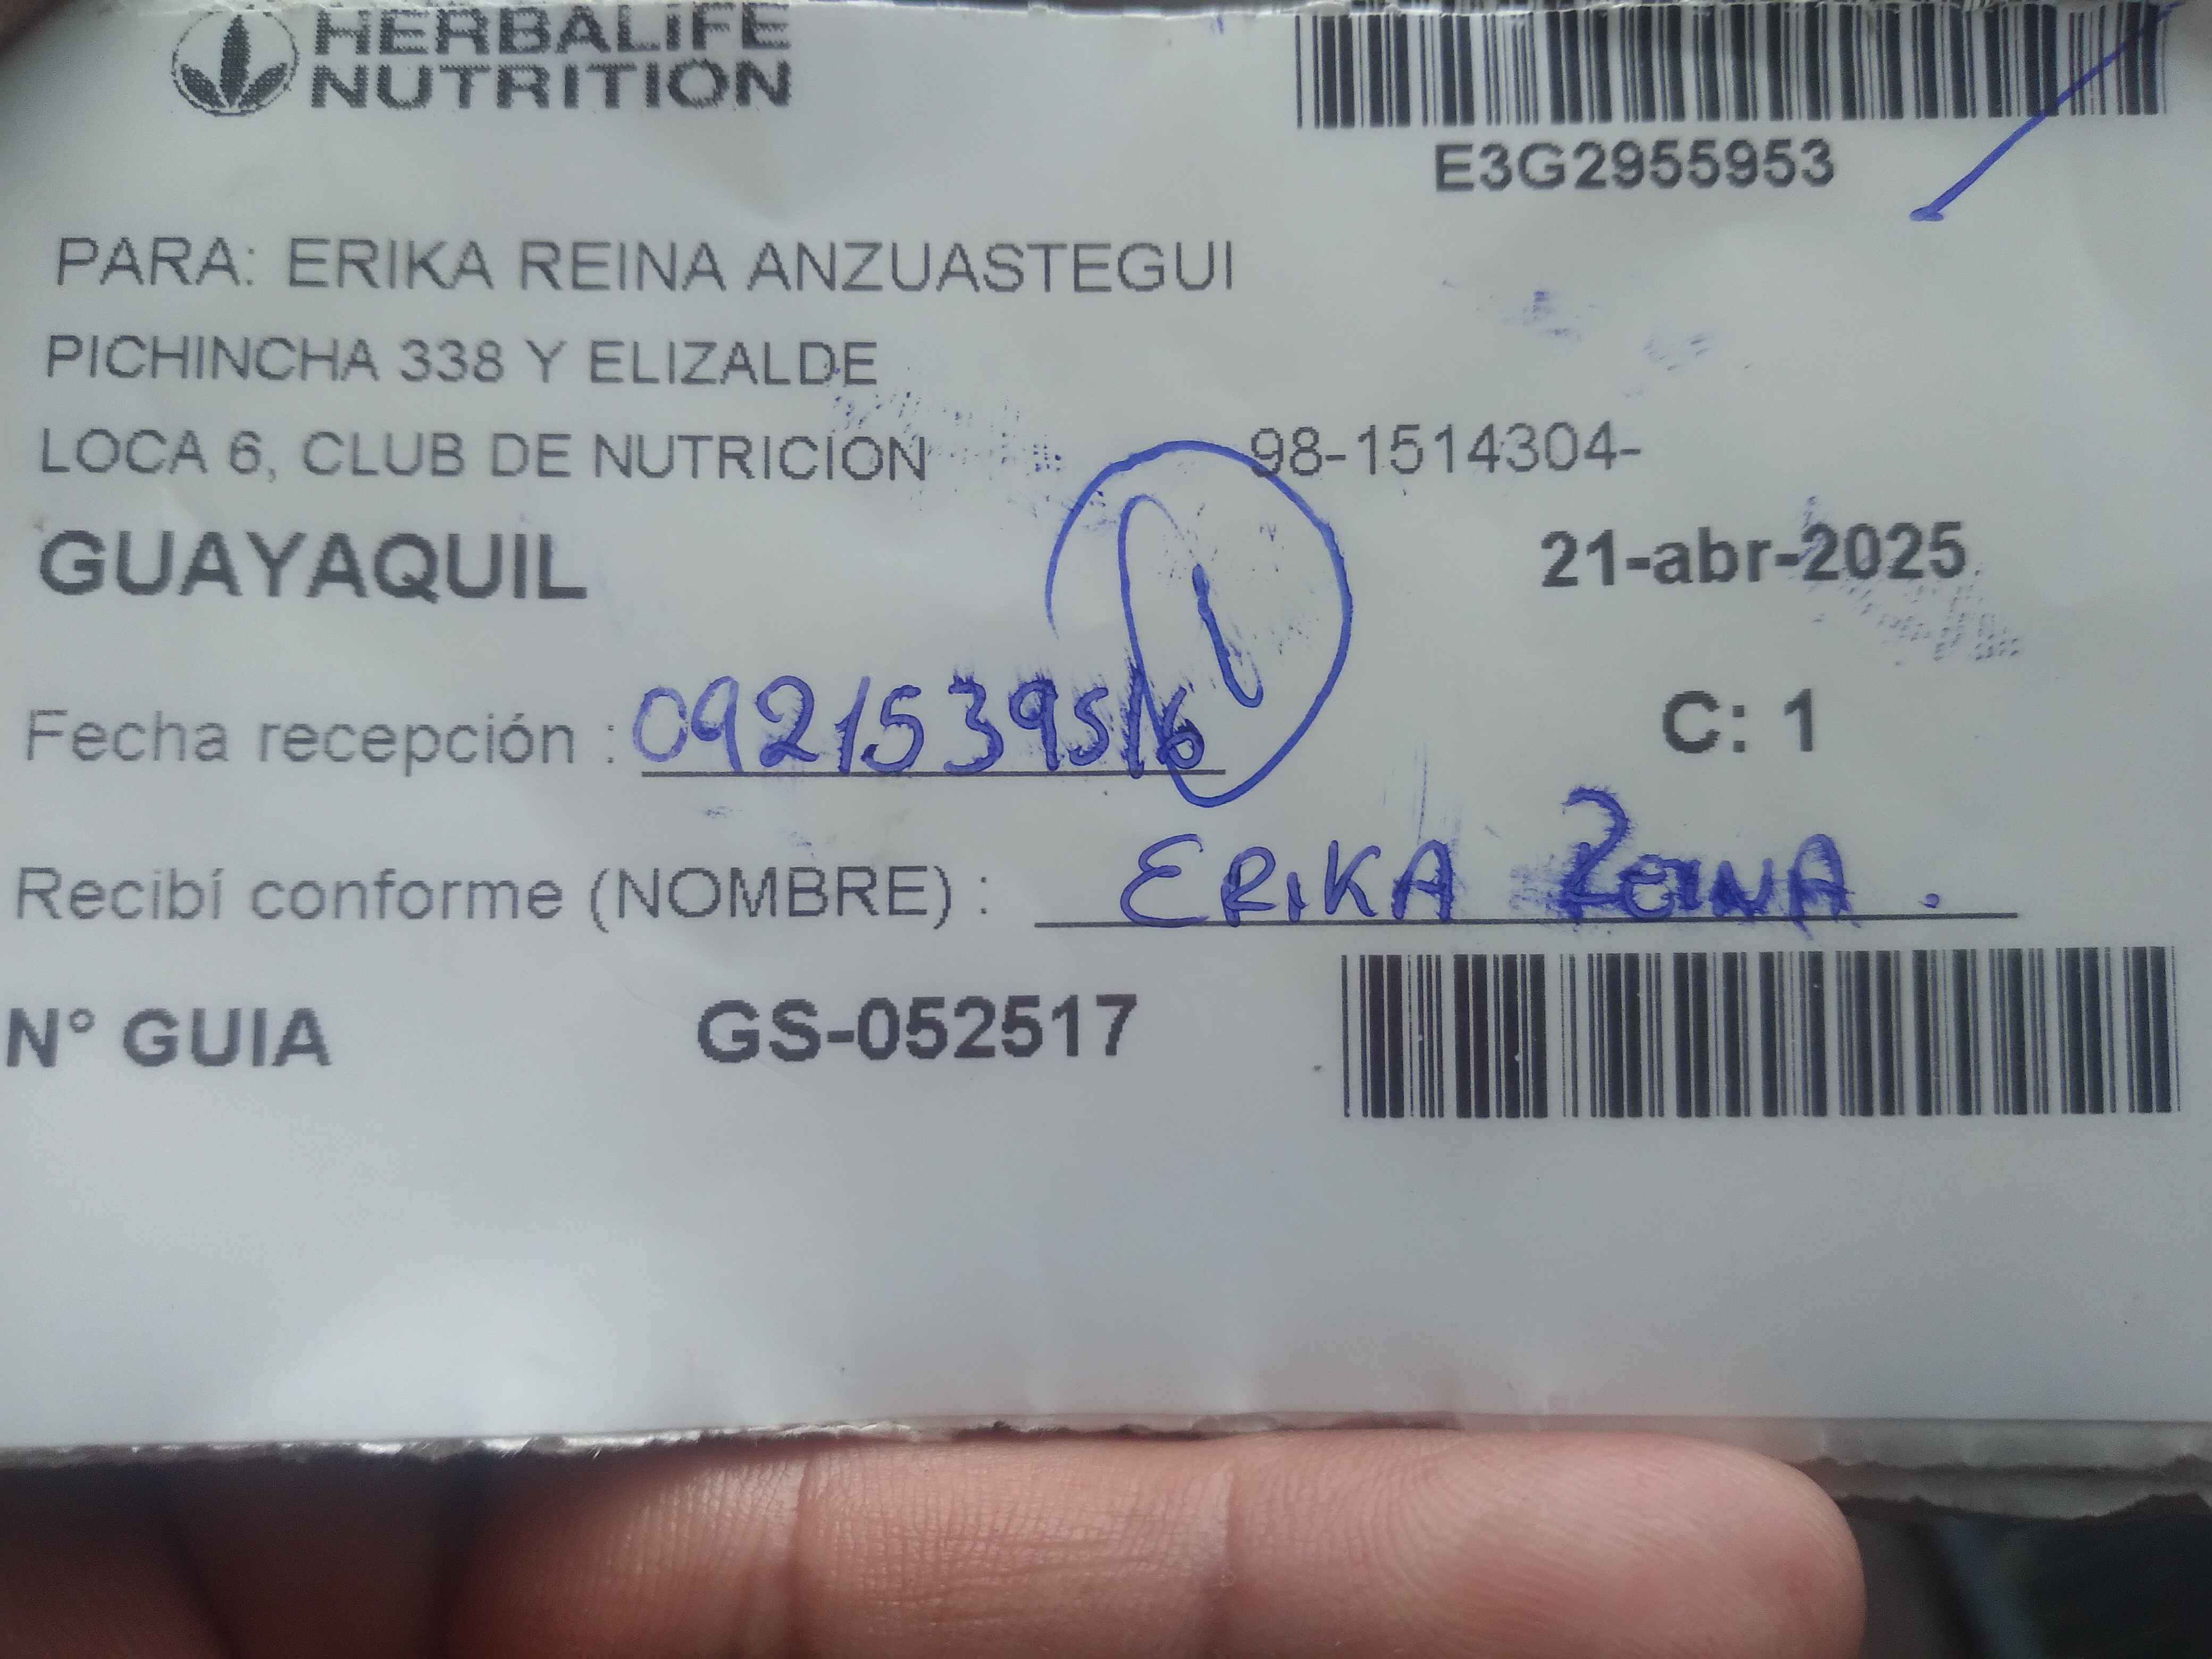 HERBALIFE
NUTRITION
E3G2955953
PARA: ERIKA REINA ANZUASTEGUI
PICHINCHA 338 Y ELIZALDE
LOCA 6, CLUB DE NUTRICION 98-1514304-
GUAYAQUIL 21-abr-2025
Fecha recepción : 0921539516 C: 1
Recibí conforme (NOMBRE) : ERIKA REINA.
N° GUIA GS-052517